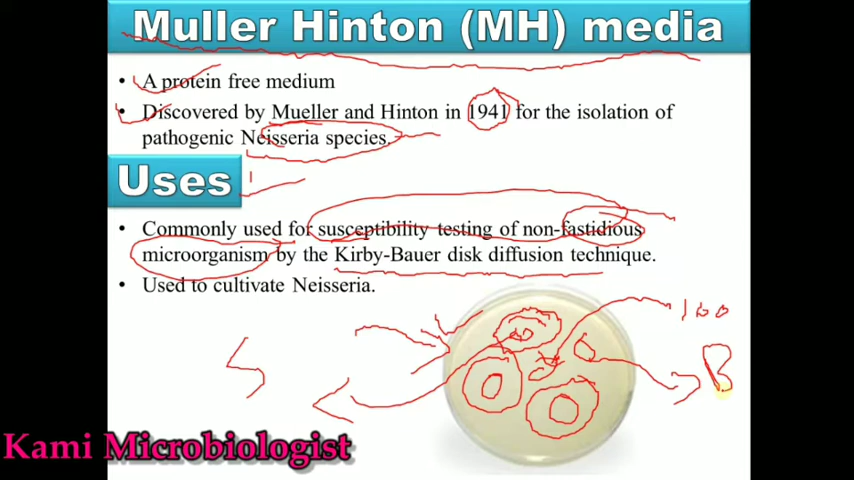 Muller Hinton (MH) media
• A protein free medium
• Discovered by Mueller and Hinton in 1941 for the isolation of
pathogenic Neisseria species.
Uses
• Commonly used for susceptibility testing of non-fastidious
microorganism by the Kirby-Bauer disk diffusion technique.
• Used to cultivate Neisseria.
100
S
B
Kami Microbiologist